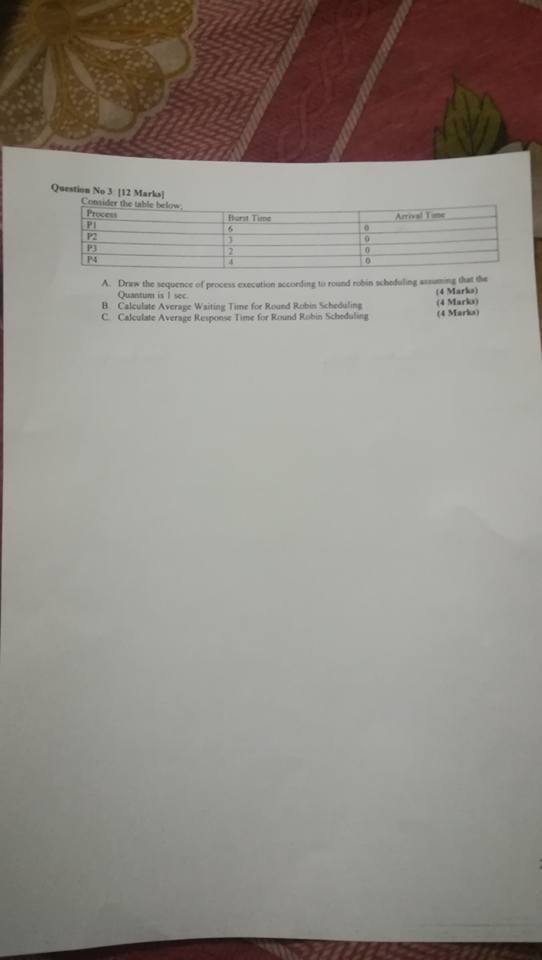 Question No 3 [12 Marks]
Consider the table below:
Process Burst Time Arrival Time
P1 6 0
P2 3 0
P3 2 0
P4 4 0
A. Draw the sequence of process execution according to round robin scheduling assuming that the
Quantum is 1 sec. (4 Marks)
B. Calculate Average Waiting Time for Round Robin Scheduling (4 Marks)
C. Calculate Average Response Time for Round Robin Scheduling (4 Marks)